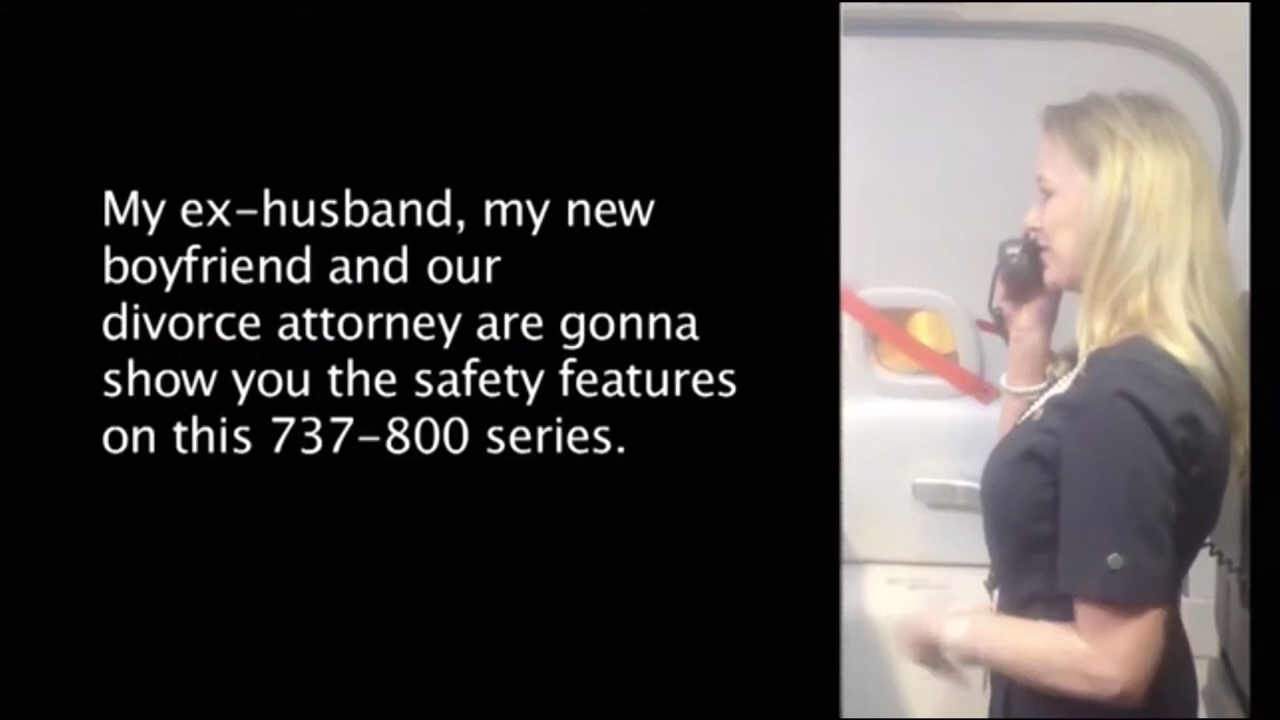 My ex-husband, my new
boyfriend and our
divorce attorney are gonna
show you the safety features
on this 737-800 series.